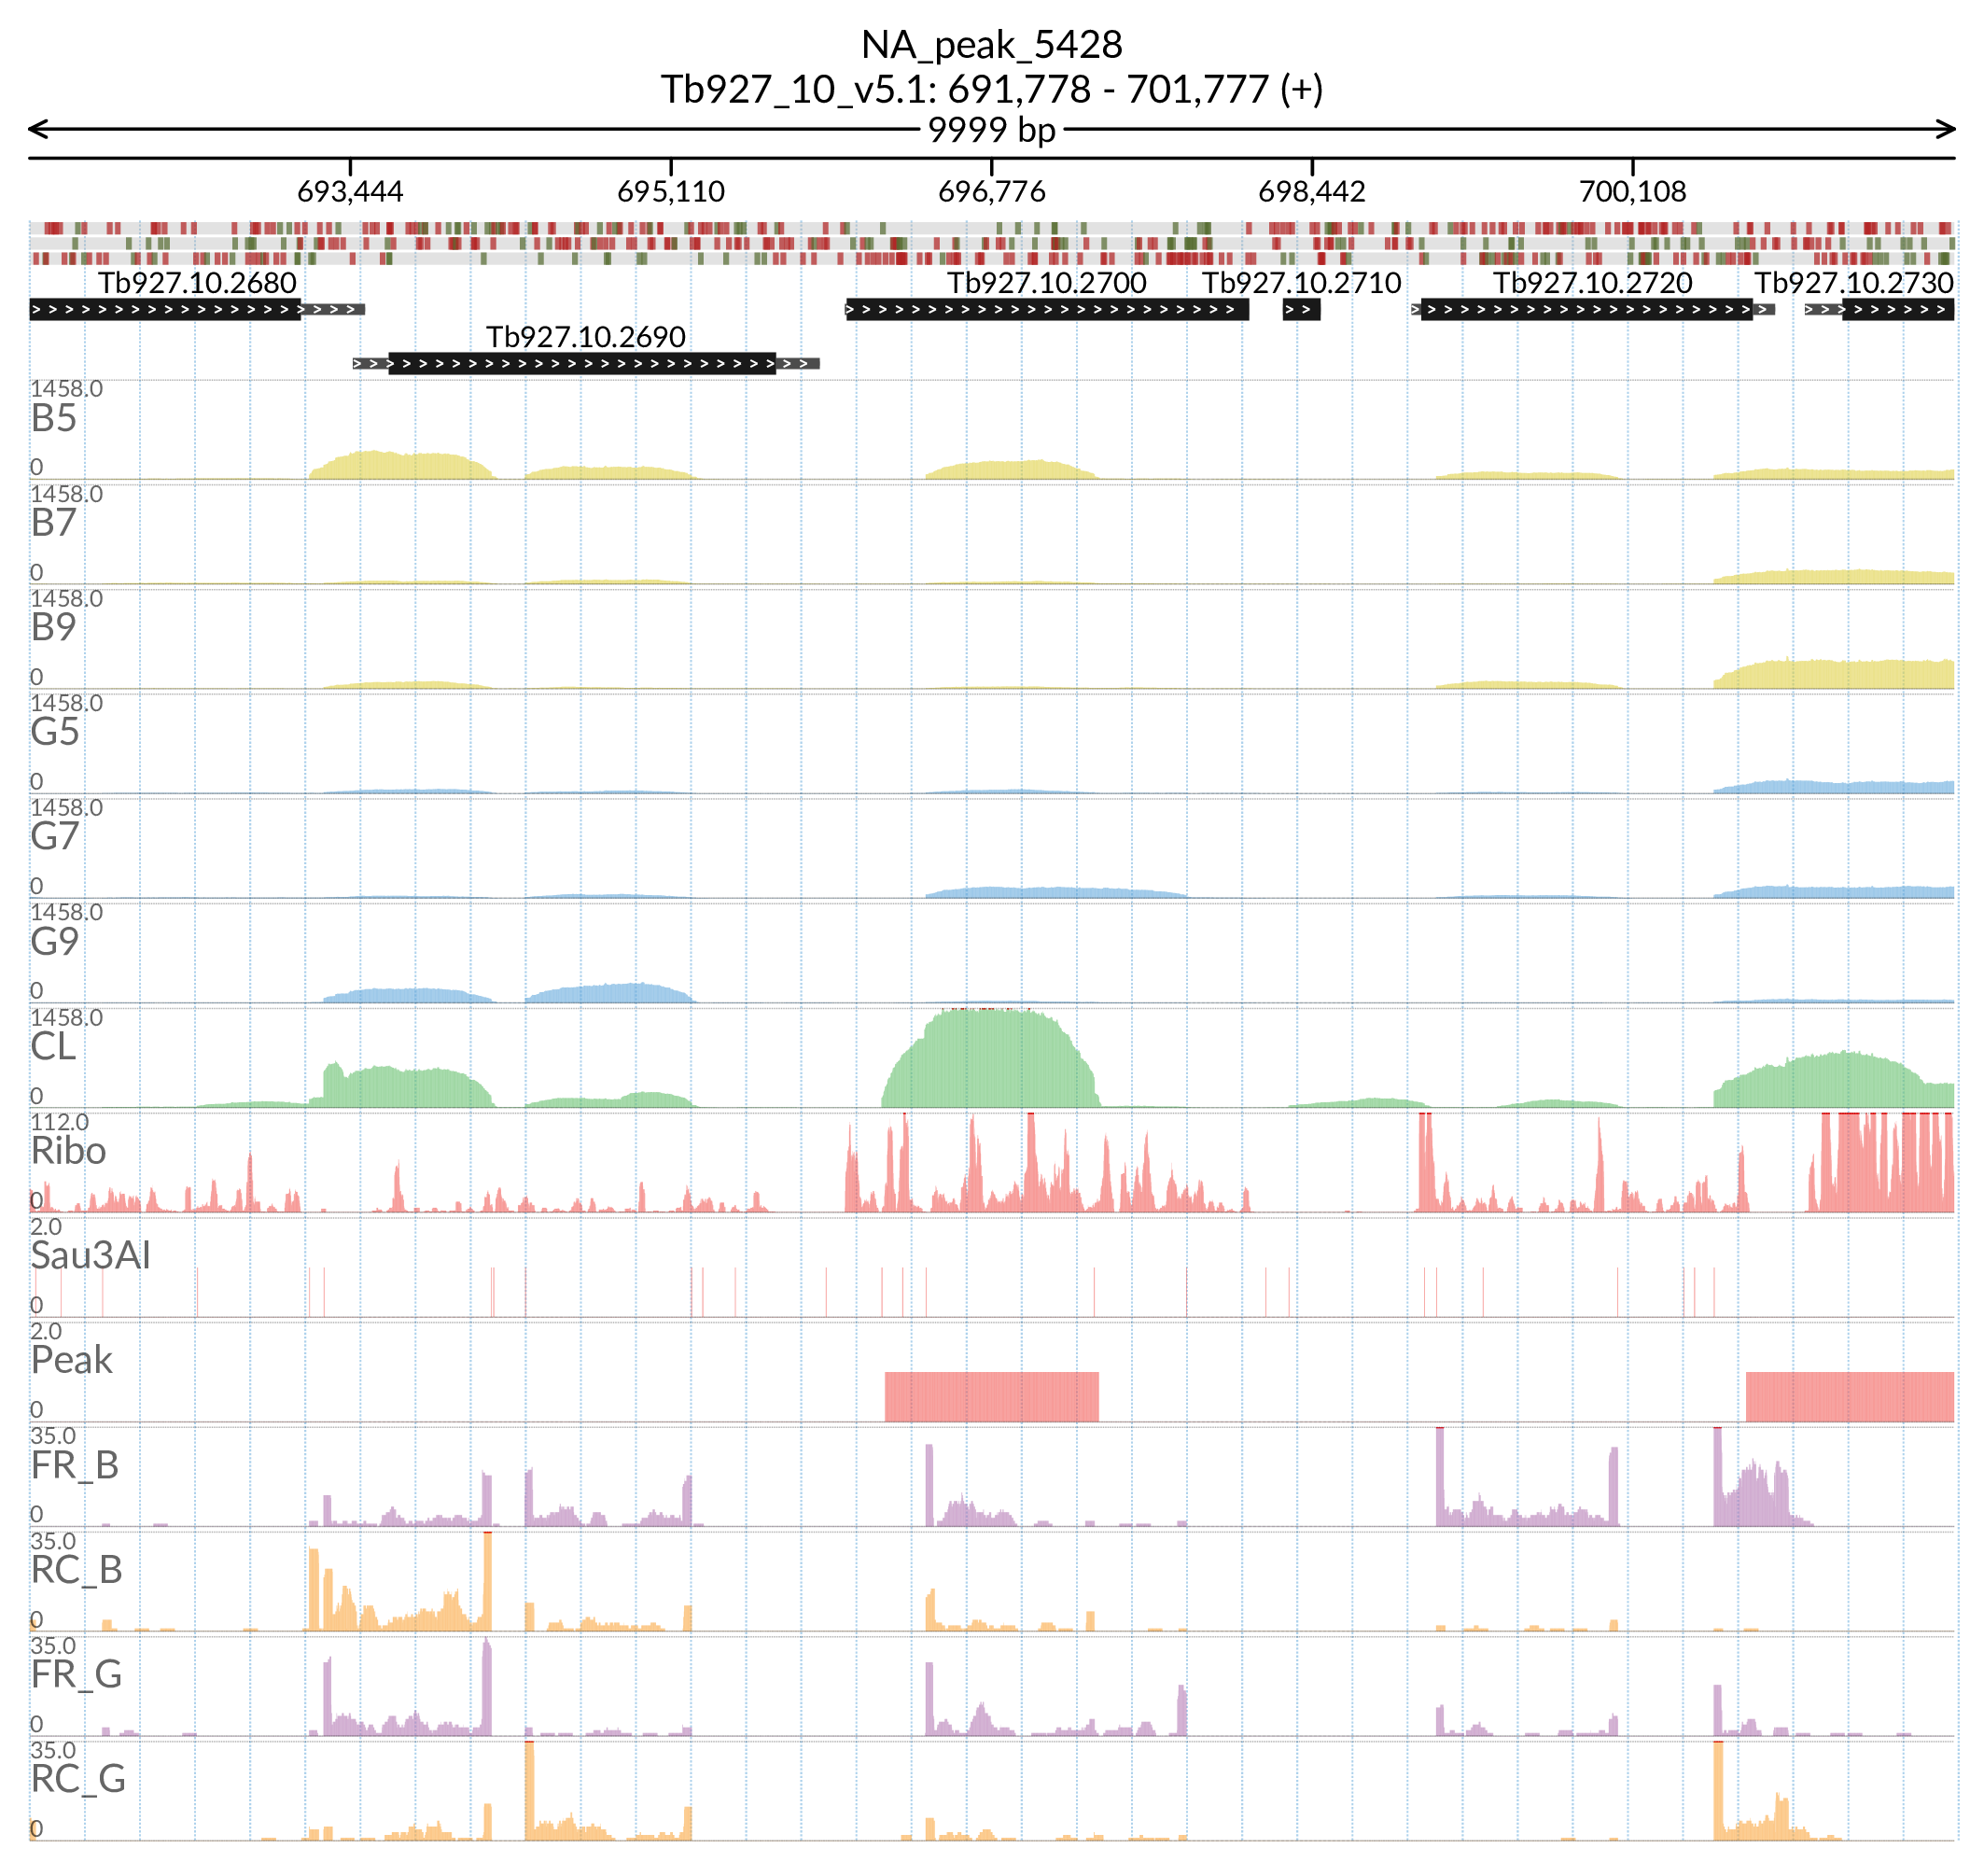 NA_peak_5428
Tb927_10_v5.1: 691,778 - 701,777 (+)
9999 bp
693,444 695,110 696,776 698,442 700,108
Tb927.10.2680 Tb927.10.2700 Tb927.10.2710 Tb927.10.2720 Tb927.10.2730
Tb927.10.2690
1458.0
B5
0
1458.0
B7
0
1458.0
B9
0
1458.0
G5
0
1458.0
G7
0
1458.0
G9
0
1458.0
CL
0
112.0
Ribo
0
2.0
Sau3AI
0
2.0
Peak
0
35.0
FR_B
0
35.0
RC_B
0
35.0
FR_G
0
35.0
RC_G
0